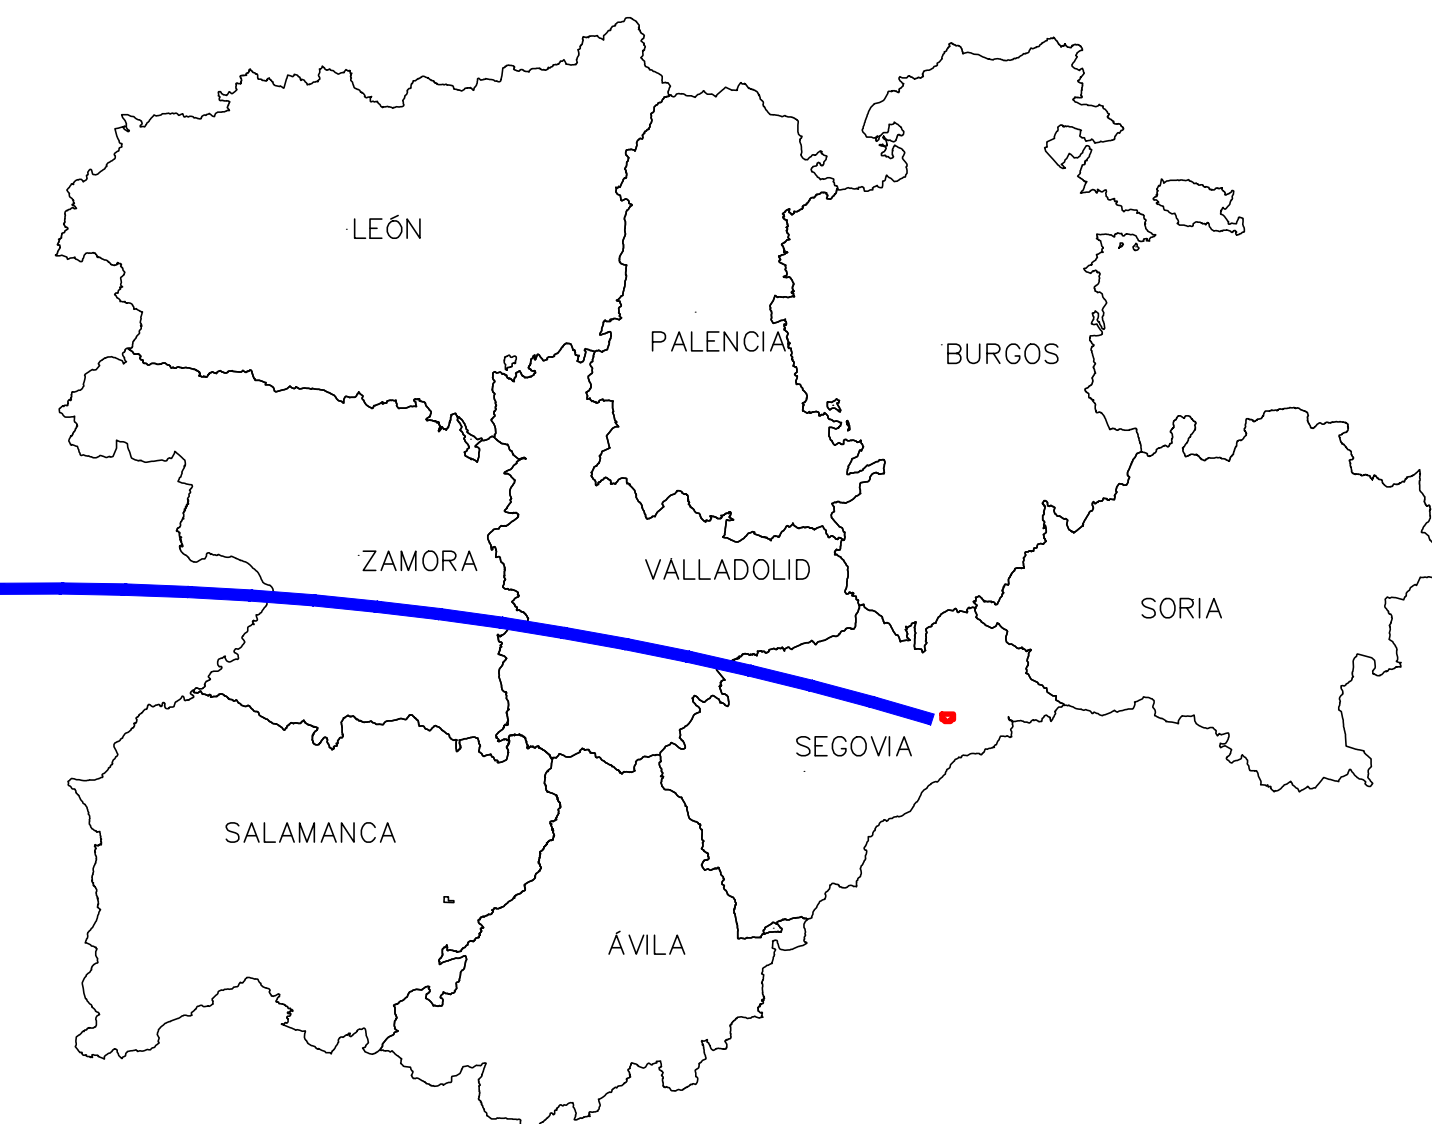 LEÓN
PALENCIA
BURGOS
ZAMORA
VALLADOLID
SORIA
SEGOVIA
SALAMANCA
ÁVILA